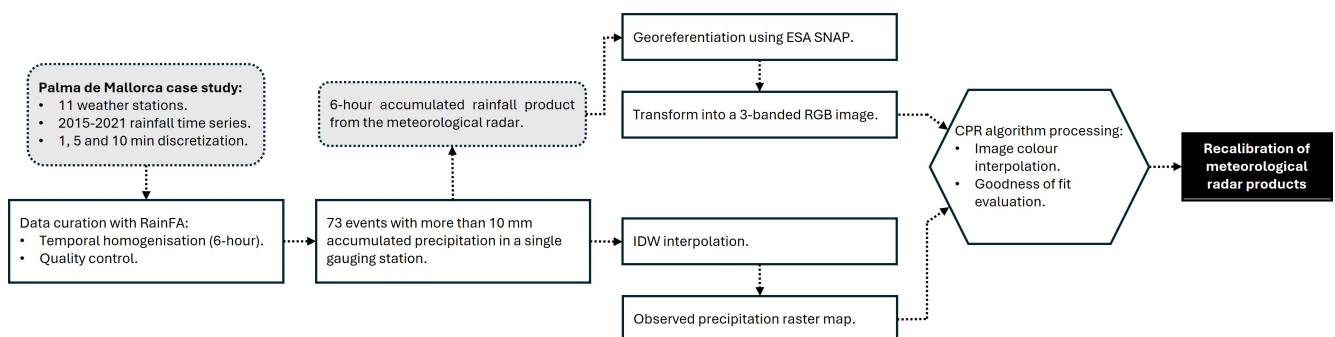 Palma de Mallorca case study:
• 11 weather stations.
• 2015-2021 rainfall time series.
• 1, 5 and 10 min discretization.
Data curation with RainFA:
• Temporal homogenisation (6-hour).
• Quality control.
6-hour accumulated rainfall product
from the meteorological radar.
73 events with more than 10 mm
accumulated precipitation in a single
gauging station.
Georeferentiation using ESA SNAP.
Transform into a 3-banded RGB image.
IDW interpolation.
Observed precipitation raster map.
CPR algorithm processing:
• Image colour
interpolation.
• Goodness of fit
evaluation.
Recalibration of
meteorological
radar products